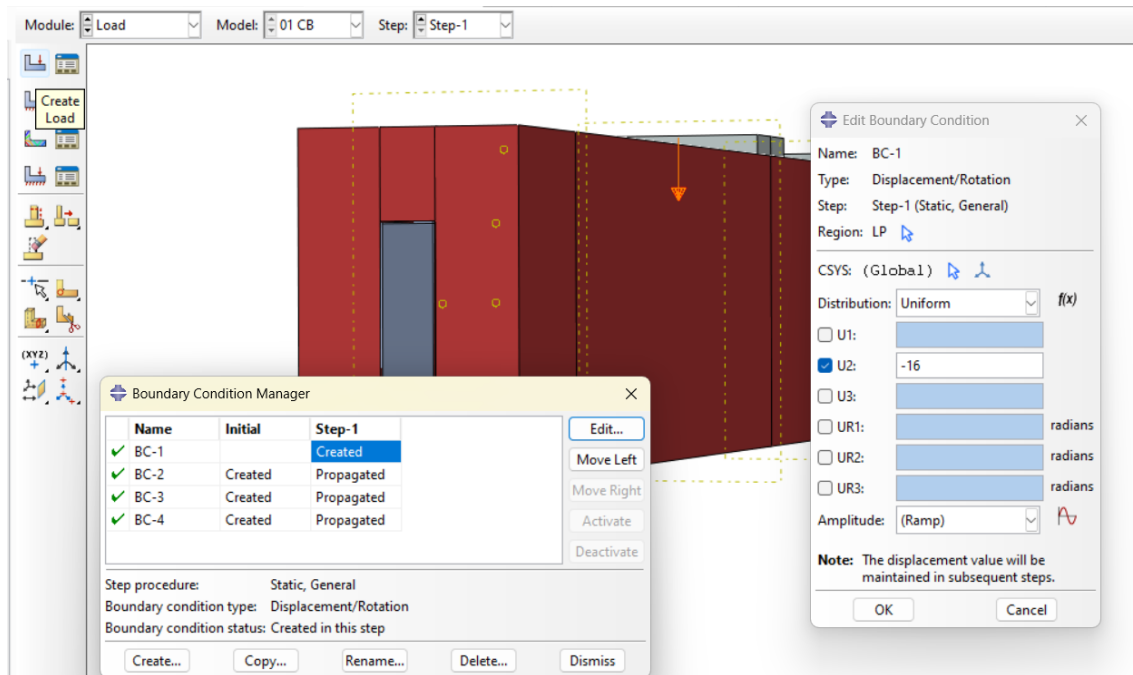 Module: Load Model: 01 CB Step: Step-1
Create
Load
Edit Boundary Condition
Name: BC-1
Type: Displacement/Rotation
Step: Step-1 (Static, General)
Region: LP
CSYS: (Global)
Distribution: Uniform f(x)
U1:
U2: -16
U3:
UR1: radians
UR2: radians
UR3: radians
Amplitude: (Ramp)
Note: The displacement value will be
maintained in subsequent steps.
OK Cancel
(XYZ)
Boundary Condition Manager
Name Initial Step-1
BC-1 Created
BC-2 Created Propagated
BC-3 Created Propagated
BC-4 Created Propagated
Edit...
Move Left
Move Right
Activate
Deactivate
Step procedure: Static, General
Boundary condition type: Displacement/Rotation
Boundary condition status: Created in this step
Create... Copy... Rename... Delete... Dismiss